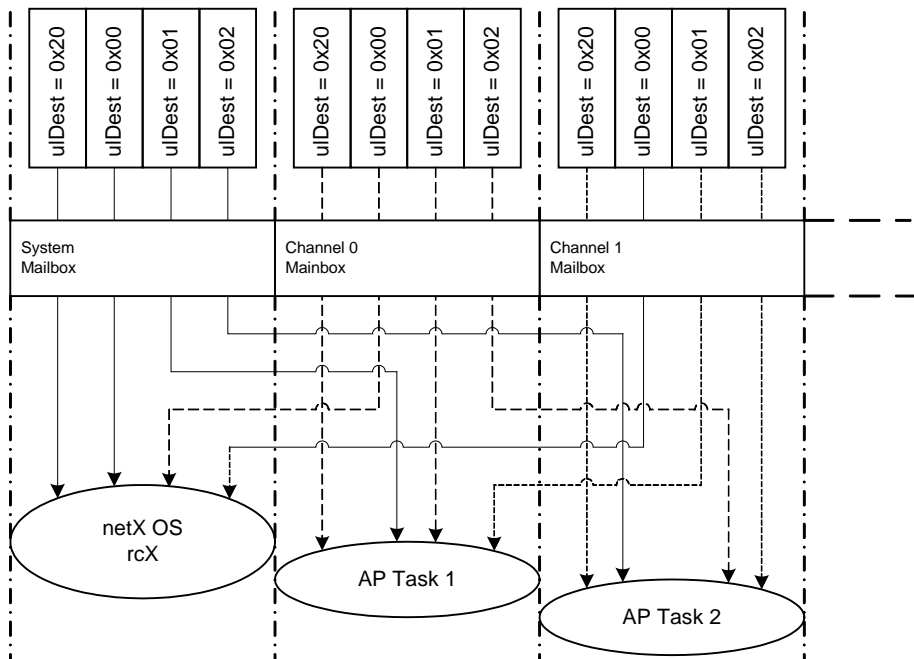 ulDest = 0x20
ulDest = 0x00
ulDest = 0x01
ulDest = 0x02
ulDest = 0x20
ulDest = 0x00
ulDest = 0x01
ulDest = 0x02
ulDest = 0x20
ulDest = 0x00
ulDest = 0x01
ulDest = 0x02
System
Mailbox
Channel 0
Mainbox
Channel 1
Mailbox
netX OS
rcX
AP Task 1
AP Task 2